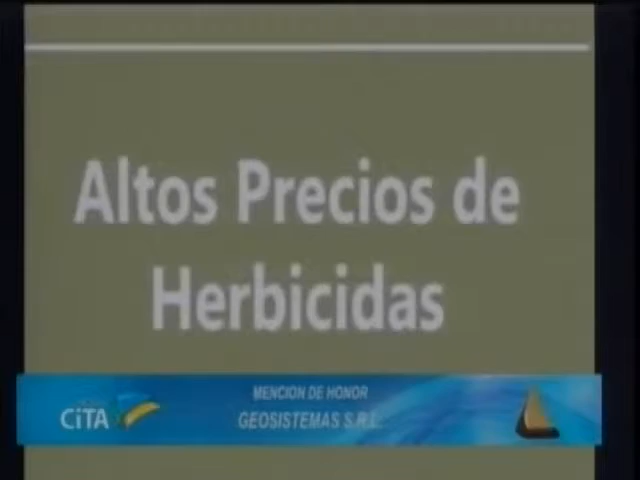 Altos Precios de
Herbicidas
MENCION DE HONOR
CiTA
GEOSISTEMAS S.R.L.